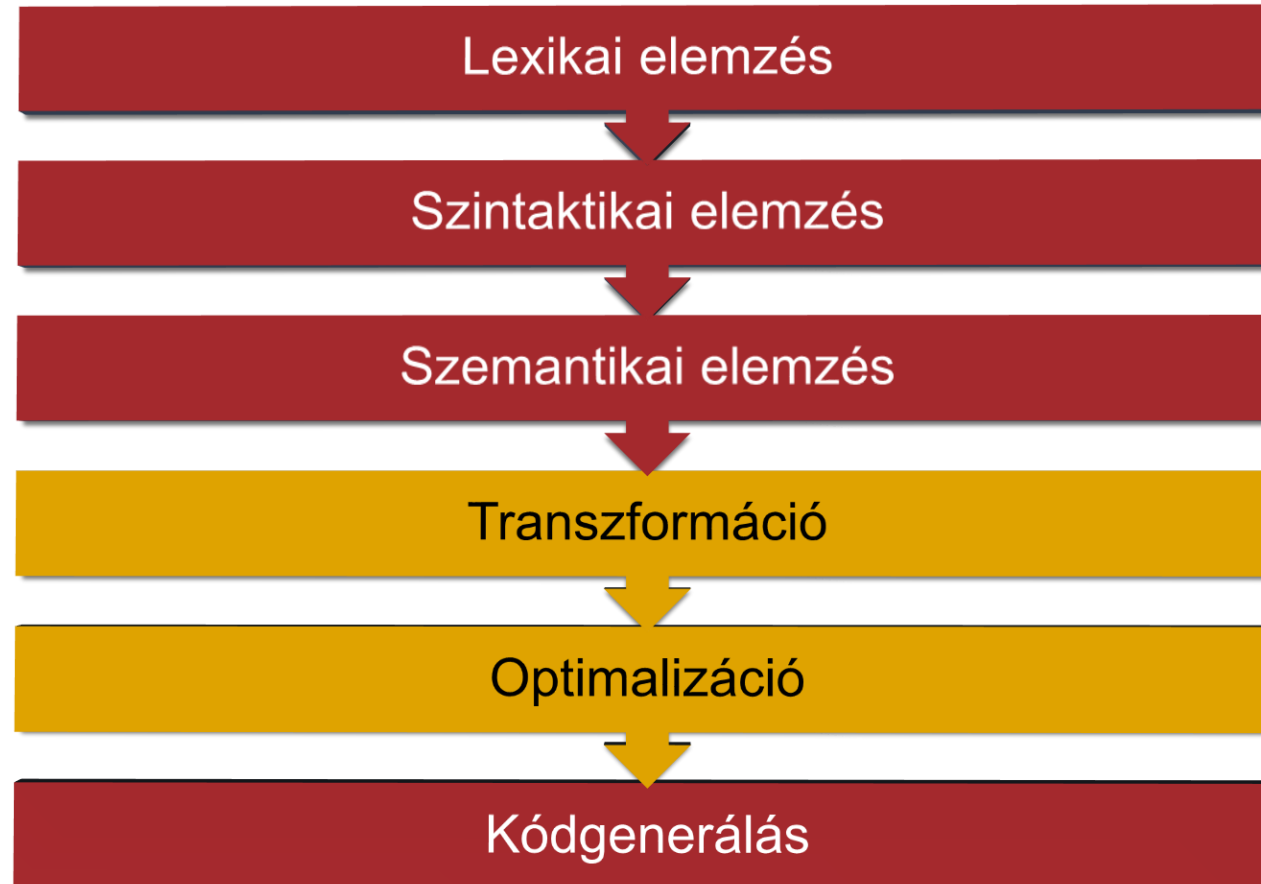 Lexikai elemzés
Szintaktikai elemzés
Szemantikai elemzés
Transzformáció
Optimalizáció
Kódgenerálás